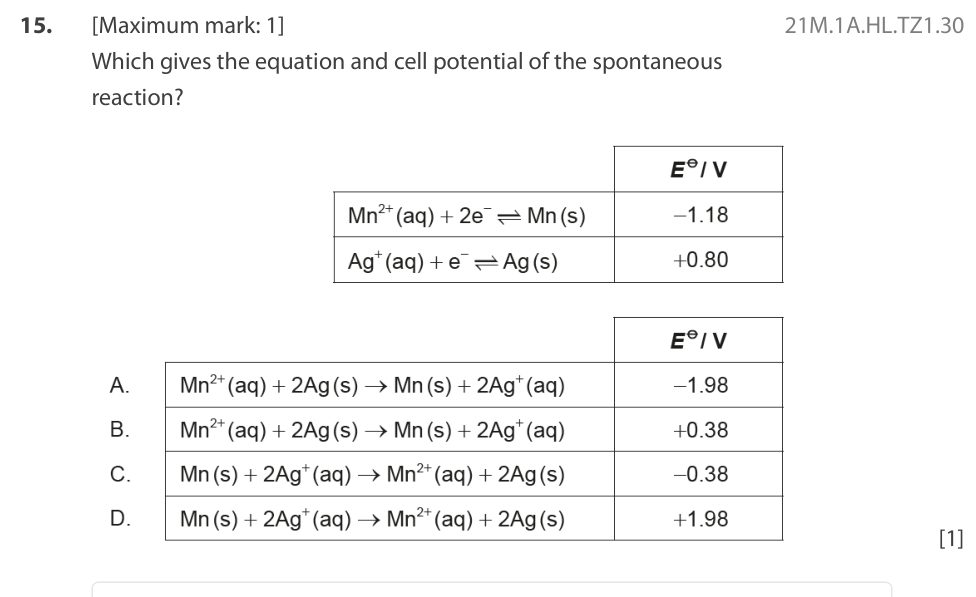 15. [Maximum mark: 1] 21M.1A.HL.TZ1.30
Which gives the equation and cell potential of the spontaneous
reaction?
E⊖ / V
Mn²⁺(aq) + 2e⁻ ⇌ Mn(s) −1.18
Ag⁺(aq) + e⁻ ⇌ Ag(s) +0.80
E⊖ / V
A. Mn²⁺(aq) + 2Ag(s) → Mn(s) + 2Ag⁺(aq) −1.98
B. Mn²⁺(aq) + 2Ag(s) → Mn(s) + 2Ag⁺(aq) +0.38
C. Mn(s) + 2Ag⁺(aq) → Mn²⁺(aq) + 2Ag(s) −0.38
D. Mn(s) + 2Ag⁺(aq) → Mn²⁺(aq) + 2Ag(s) +1.98
[1]